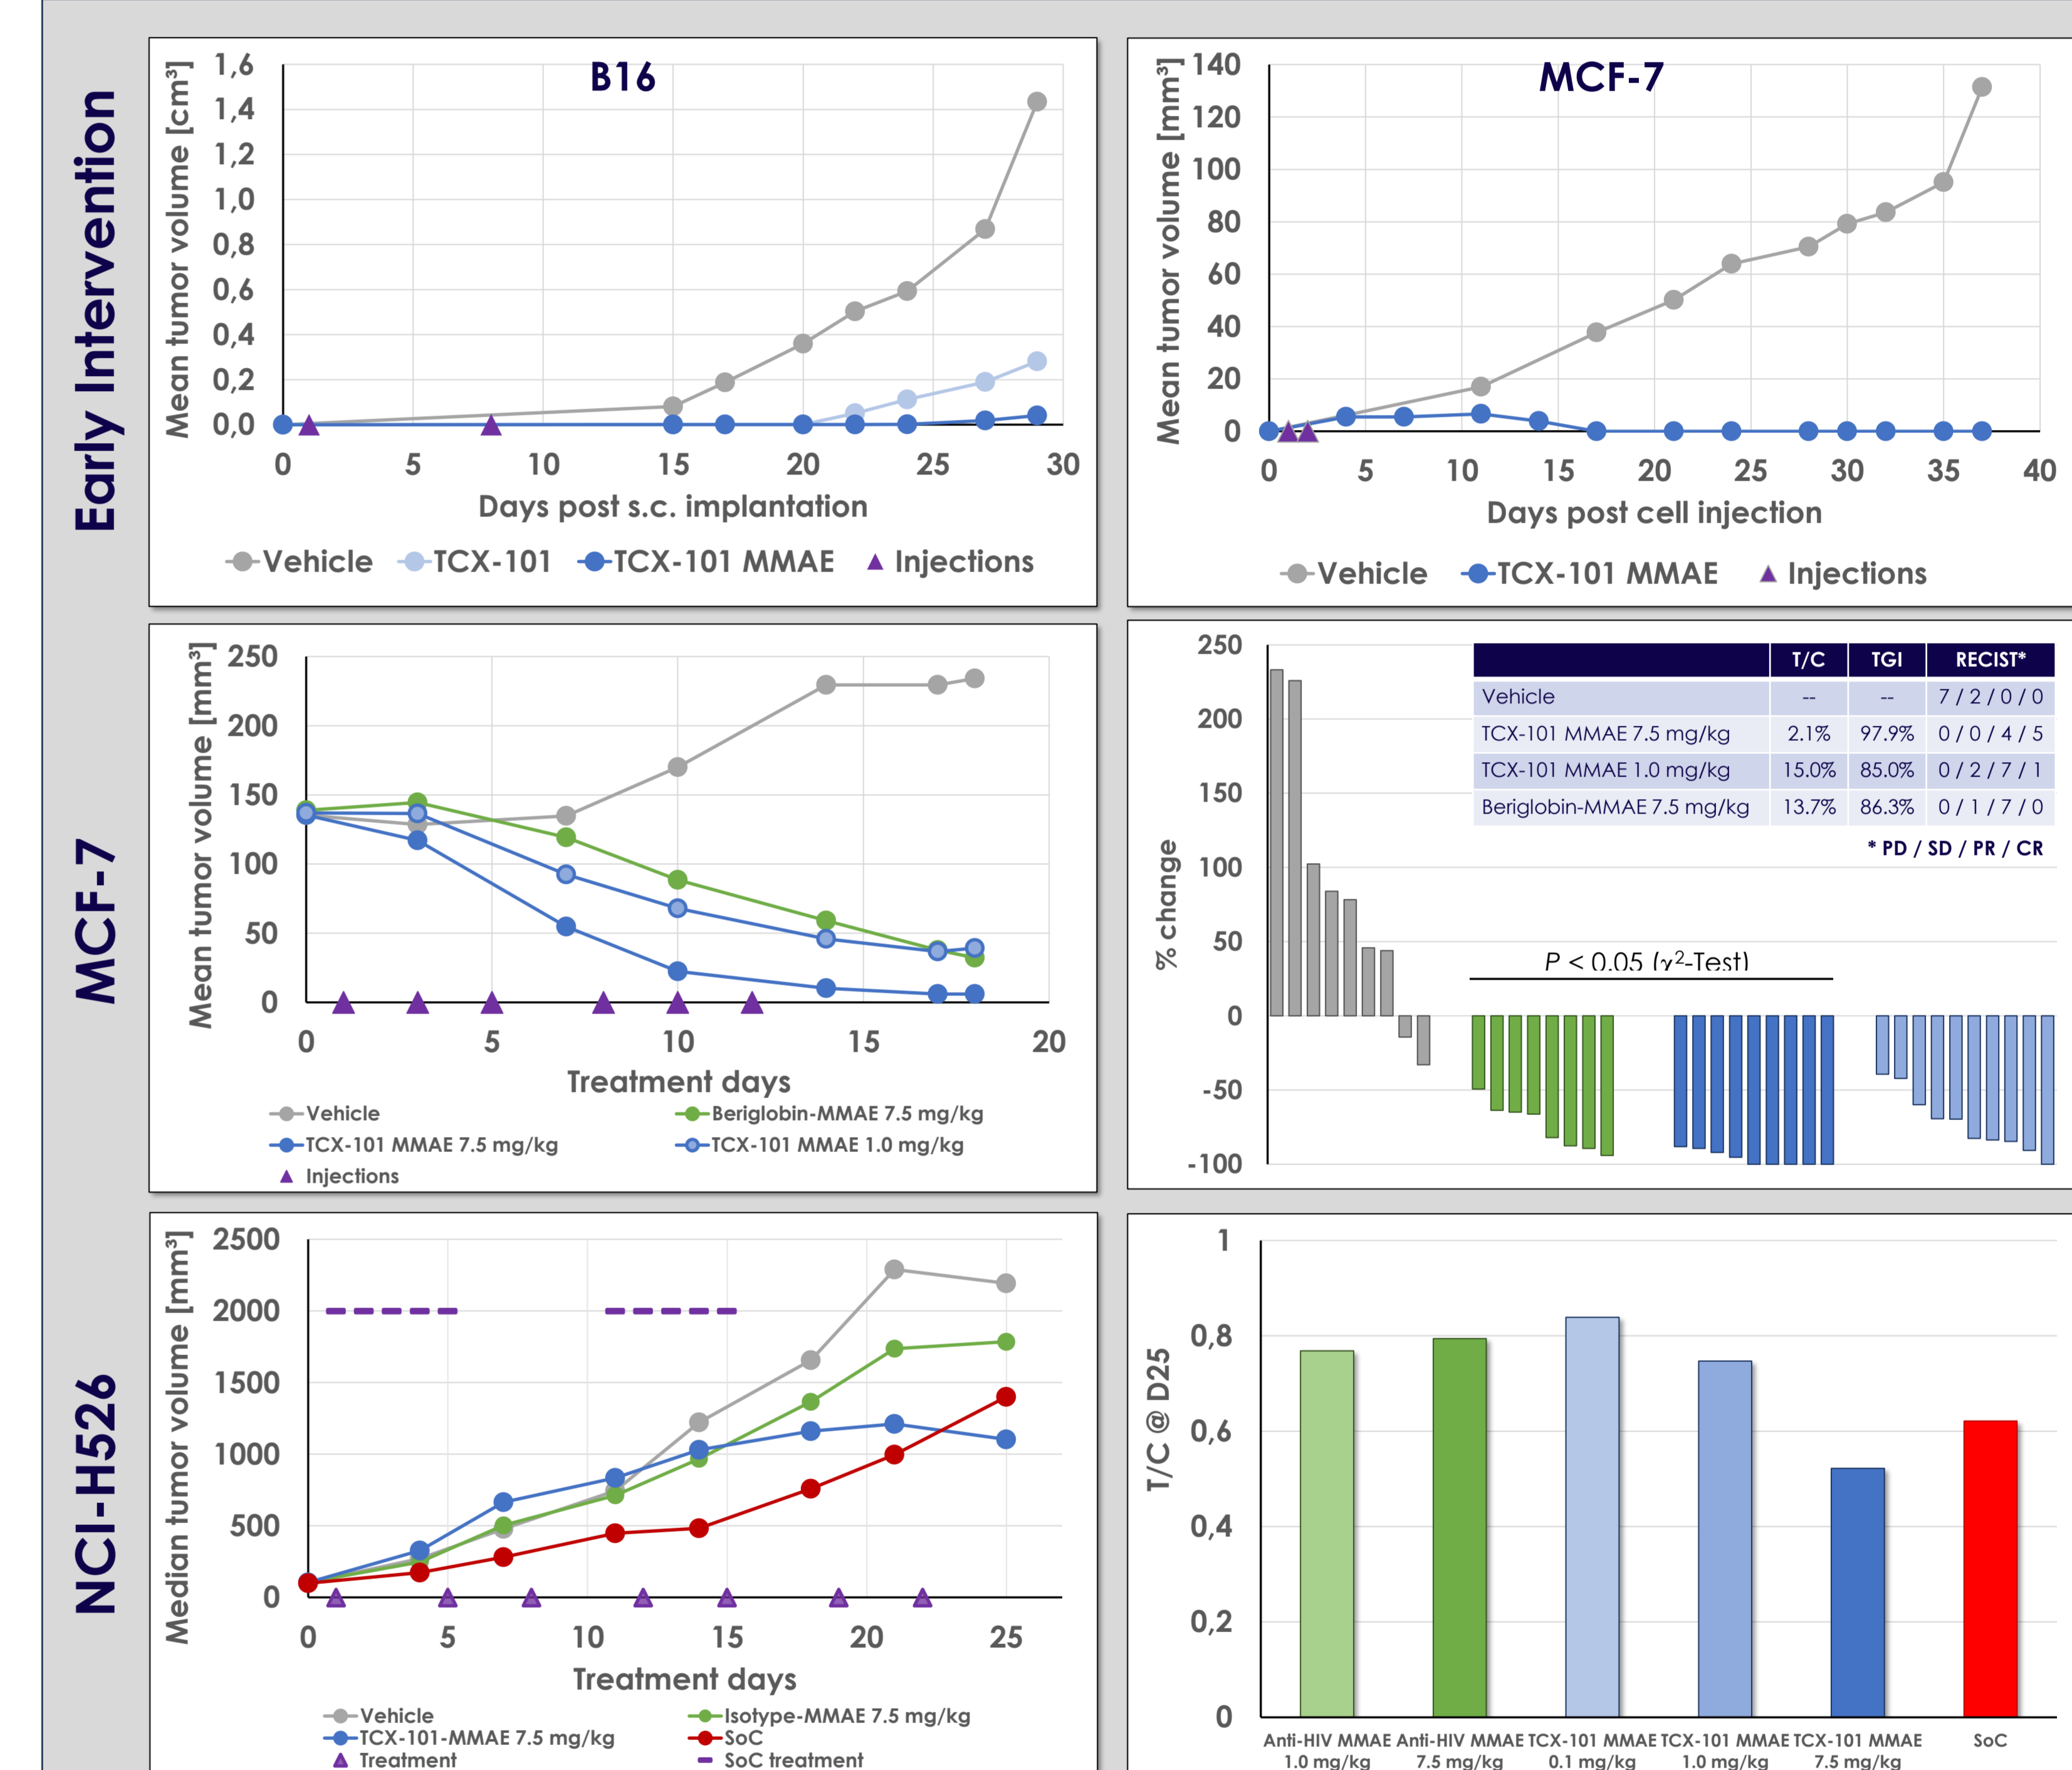 Early Intervention
B16
Mean tumor volume [cm³]
1,6
1,4
1,2
1,0
0,8
0,6
0,4
0,2
0,0
0 5 10 15 20 25 30
Days post s.c. implantation
Vehicle TCX-101 TCX-101 MMAE Injections
MCF-7
Mean tumor volume [mm³]
140
120
100
80
60
40
20
0
0 5 10 15 20 25 30 35 40
Days post cell injection
Vehicle TCX-101 MMAE Injections
MCF-7
Mean tumor volume [mm³]
250
200
150
100
50
0
0 5 10 15 20
Treatment days
Vehicle Beriglobin-MMAE 7.5 mg/kg
TCX-101 MMAE 7.5 mg/kg TCX-101 MMAE 1.0 mg/kg
Injections
% change
250
200
150
100
50
0
-50
-100
T/C TGI RECIST*
Vehicle -- -- 7 / 2 / 0 / 0
TCX-101 MMAE 7.5 mg/kg 2.1% 97.9% 0 / 0 / 4 / 5
TCX-101 MMAE 1.0 mg/kg 15.0% 85.0% 0 / 2 / 7 / 1
Beriglobin-MMAE 7.5 mg/kg 13.7% 86.3% 0 / 1 / 7 / 0
* PD / SD / PR / CR
P < 0.05 (χ²-Test)
NCI-H526
Median tumor volume [mm³]
2500
2000
1500
1000
500
0
0 5 10 15 20 25
Treatment days
Vehicle Isotype-MMAE 7.5 mg/kg
TCX-101-MMAE 7.5 mg/kg SoC
Treatment SoC treatment
T/C @ D25
1
0,8
0,6
0,4
0,2
0
Anti-HIV MMAE Anti-HIV MMAE TCX-101 MMAE TCX-101 MMAE TCX-101 MMAE SoC
1.0 mg/kg 7.5 mg/kg 0.1 mg/kg 1.0 mg/kg 7.5 mg/kg